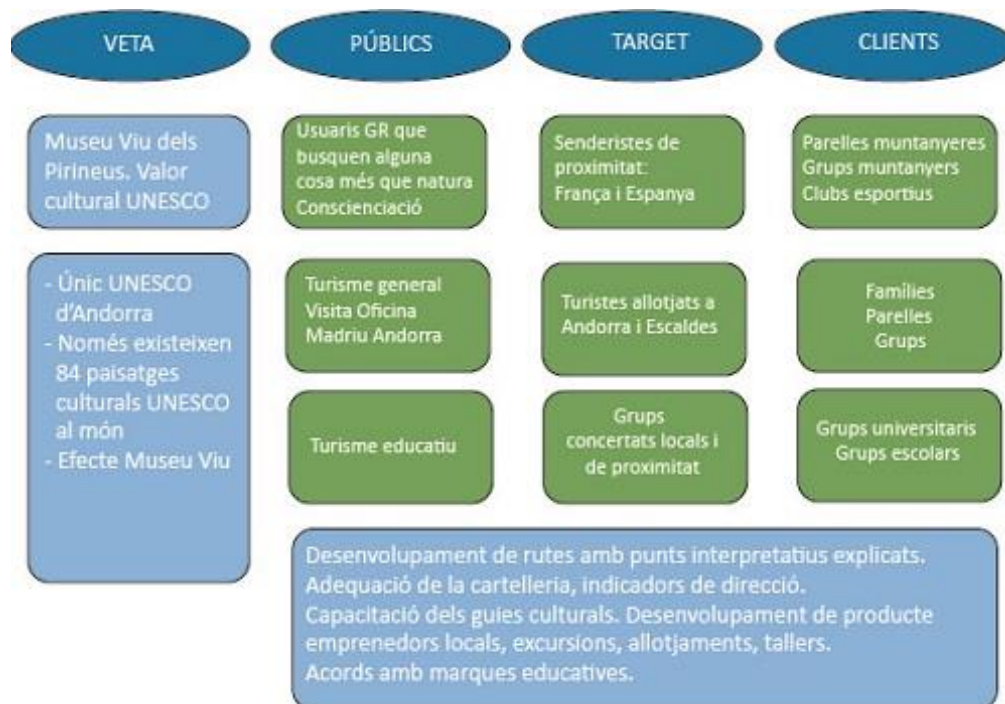 VETA
PÚBLICS
TARGET
CLIENTS
Museu Viu dels
Pirineus. Valor
cultural UNESCO
Usuaris GR que
busquen alguna
cosa més que natura
Conscienciació
Senderistes de
proximitat:
França i Espanya
Parelles muntanyeres
Grups muntanyers
Clubs esportius
- Únic UNESCO
d'Andorra
- Només existeixen
84 paisatges
culturals UNESCO
al món
- Efecte Museu Viu
Turisme general
Visita Oficina
Madriu Andorra
Turistes allotjats a
Andorra i Escaldes
Famílies
Parelles
Grups
Turisme educatiu
Grups
concertats locals i
de proximitat
Grups universitaris
Grups escolars
Desenvolupament de rutes amb punts interpretatius explicats.
Adequació de la cartelleria, indicadors de direcció.
Capacitació dels guies culturals. Desenvolupament de producte
emprenedors locals, excursions, allotjaments, tallers.
Acords amb marques educatives.